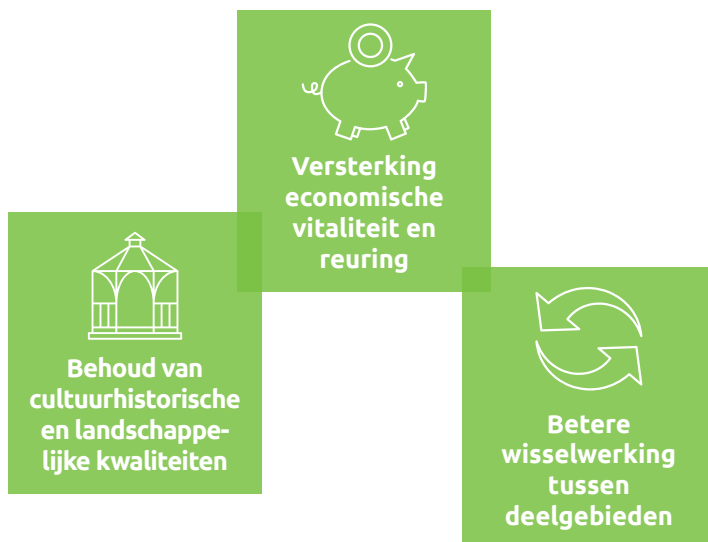 Versterking
economische
vitaliteit en
reuring
Behoud van
cultuurhistorische
en landschappe-
lijke kwaliteiten
Betere
wisselwerking
tussen
deelgebieden